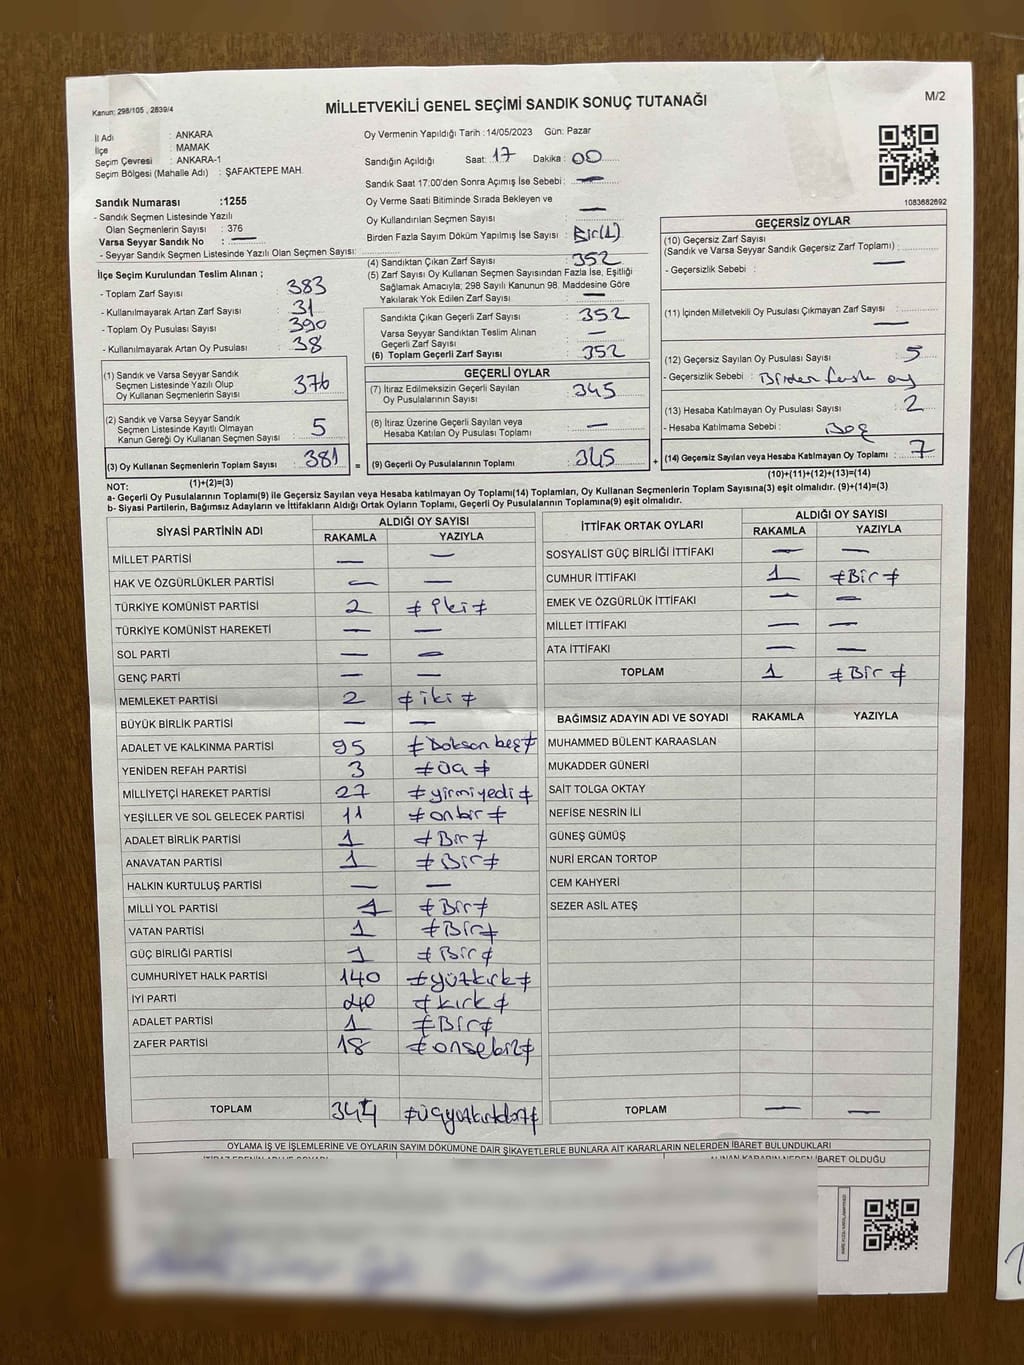 Kanun: 298/105 , 2839/4
MİLLETVEKİLİ GENEL SEÇİMİ SANDIK SONUÇ TUTANAĞI
M/2
İl Adı : ANKARA
İlçe : MAMAK
Seçim Çevresi : ANKARA-1
Seçim Bölgesi (Mahalle Adı) : ŞAFAKTEPE MAH.
Oy Vermenin Yapıldığı Tarih : 14/05/2023 Gün: Pazar
Sandığın Açıldığı Saat: 17 Dakika : 00
Sandık Saat 17:00'den Sonra Açımış İse Sebebi : —
Oy Verme Saati Bitiminde Sırada Bekleyen ve
Oy Kullandırılan Seçmen Sayısı : —
Birden Fazla Sayım Döküm Yapılmış İse Sayısı : Bir(1)
1083682692
Sandık Numarası :1255
- Sandık Seçmen Listesinde Yazılı
Olan Seçmenlerin Sayısı : 376
Varsa Seyyar Sandık No : —
- Seyyar Sandık Seçmen Listesinde Yazılı Olan Seçmen Sayısı:
İlçe Seçim Kurulundan Teslim Alınan ;
- Toplam Zarf Sayısı : 383
- Kullanılmayarak Artan Zarf Sayısı : 31
- Toplam Oy Pusulası Sayısı : 390
- Kullanılmayarak Artan Oy Pusulası : 38
(1) Sandık ve Varsa Seyyar Sandık
Seçmen Listesinde Yazılı Olup
Oy Kullanan Seçmenlerin Sayısı : 376
(2) Sandık ve Varsa Seyyar Sandık
Seçmen Listesinde Kayıtlı Olmayan
Kanun Gereği Oy Kullanan Seçmen Sayısı : 5
(3) Oy Kullanan Seçmenlerin Toplam Sayısı : 381
(1)+(2)=(3)
(4) Sandıktan Çıkan Zarf Sayısı : 352
(5) Zarf Sayısı Oy Kullanan Seçmen Sayısından Fazla İse, Eşitliği
Sağlamak Amacıyla; 298 Sayılı Kanunun 98. Maddesine Göre
Yakılarak Yok Edilen Zarf Sayısı : —
Sandıkta Çıkan Geçerli Zarf Sayısı : 352
Varsa Seyyar Sandıktan Teslim Alınan
Geçerli Zarf Sayısı : —
(6) Toplam Geçerli Zarf Sayısı : 352
GEÇERLİ OYLAR
(7) İtiraz Edilmeksizin Geçerli Sayılan
Oy Pusulalarının Sayısı : 345
(8) İtiraz Üzerine Geçerli Sayılan veya
Hesaba Katılan Oy Pusulası Toplamı : —
= (9) Geçerli Oy Pusulalarının Toplamı : 345 +
GEÇERSİZ OYLAR
(10) Geçersiz Zarf Sayısı
(Sandık ve Varsa Seyyar Sandık Geçersiz Zarf Toplamı) :
- Geçersizlik Sebebi : —
(11) İçinden Milletvekili Oy Pusulası Çıkmayan Zarf Sayısı : —
(12) Geçersiz Sayılan Oy Pusulası Sayısı : 5
- Geçersizlik Sebebi : Birden fazla oy
(13) Hesaba Katılmayan Oy Pusulası Sayısı : 2
- Hesaba Katılmama Sebebi : Boş
(14) Geçersiz Sayılan veya Hesaba Katılmayan Oy Toplamı : 7
(10)+(11)+(12)+(13)=(14)
NOT:
a- Geçerli Oy Pusulalarının Toplamı(9) ile Geçersiz Sayılan veya Hesaba katılmayan Oy Toplamı(14) Toplamları, Oy Kullanan Seçmenlerin Toplam Sayısına(3) eşit olmalıdır. (9)+(14)=(3)
b- Siyasi Partilerin, Bağımsız Adayların ve İttifakların Aldığı Ortak Oyların Toplamı, Geçerli Oy Pusulalarının Toplamına(9) eşit olmalıdır.
SİYASİ PARTİNİN ADI ALDIĞI OY SAYISI
RAKAMLA YAZIYLA
MİLLET PARTİSİ — —
HAK VE ÖZGÜRLÜKLER PARTİSİ — —
TÜRKİYE KOMÜNİST PARTİSİ 2 ≠ iki ≠
TÜRKİYE KOMÜNİST HAREKETİ — —
SOL PARTİ — —
GENÇ PARTİ — —
MEMLEKET PARTİSİ 2 ≠ iki ≠
BÜYÜK BİRLİK PARTİSİ — —
ADALET VE KALKINMA PARTİSİ 95 ≠Doksan beş≠
YENİDEN REFAH PARTİSİ 3 ≠üç≠
MİLLİYETÇİ HAREKET PARTİSİ 27 ≠yirmiyedi≠
YEŞİLLER VE SOL GELECEK PARTİSİ 11 ≠onbir≠
ADALET BİRLİK PARTİSİ 1 ≠Bir≠
ANAVATAN PARTİSİ 1 ≠Bir≠
HALKIN KURTULUŞ PARTİSİ — —
MİLLİ YOL PARTİSİ 1 ≠Bir≠
VATAN PARTİSİ 1 ≠Bir≠
GÜÇ BİRLİĞİ PARTİSİ 1 ≠Bir≠
CUMHURİYET HALK PARTİSİ 140 ≠yüzkırk≠
İYİ PARTİ 40 ≠kırk≠
ADALET PARTİSİ 1 ≠Bir≠
ZAFER PARTİSİ 18 ≠onsekiz≠
TOPLAM 344 ≠üçyüzkırkdört≠
İTTİFAK ORTAK OYLARI ALDIĞI OY SAYISI
RAKAMLA YAZIYLA
SOSYALİST GÜÇ BİRLİĞİ İTTİFAKI — —
CUMHUR İTTİFAKI 1 ≠Bir≠
EMEK VE ÖZGÜRLÜK İTTİFAKI — —
MİLLET İTTİFAKI — —
ATA İTTİFAKI — —
TOPLAM 1 ≠Bir≠
BAĞIMSIZ ADAYIN ADI VE SOYADI RAKAMLA YAZIYLA
MUHAMMED BÜLENT KARAASLAN
MUKADDER GÜNERİ
SAİT TOLGA OKTAY
NEFİSE NESRİN İLİ
GÜNEŞ GÜMÜŞ
NURİ ERCAN TORTOP
CEM KAHYERİ
SEZER ASİL ATEŞ
TOPLAM — —
OYLAMA İŞ VE İŞLEMLERİNE VE OYLARIN SAYIM DÖKÜMÜNE DAİR ŞİKAYETLERLE BUNLARA AİT KARARLARIN NELERDEN İBARET BULUNDUKLARI
ALINAN KARARIN NEDEN İBARET OLDUĞU